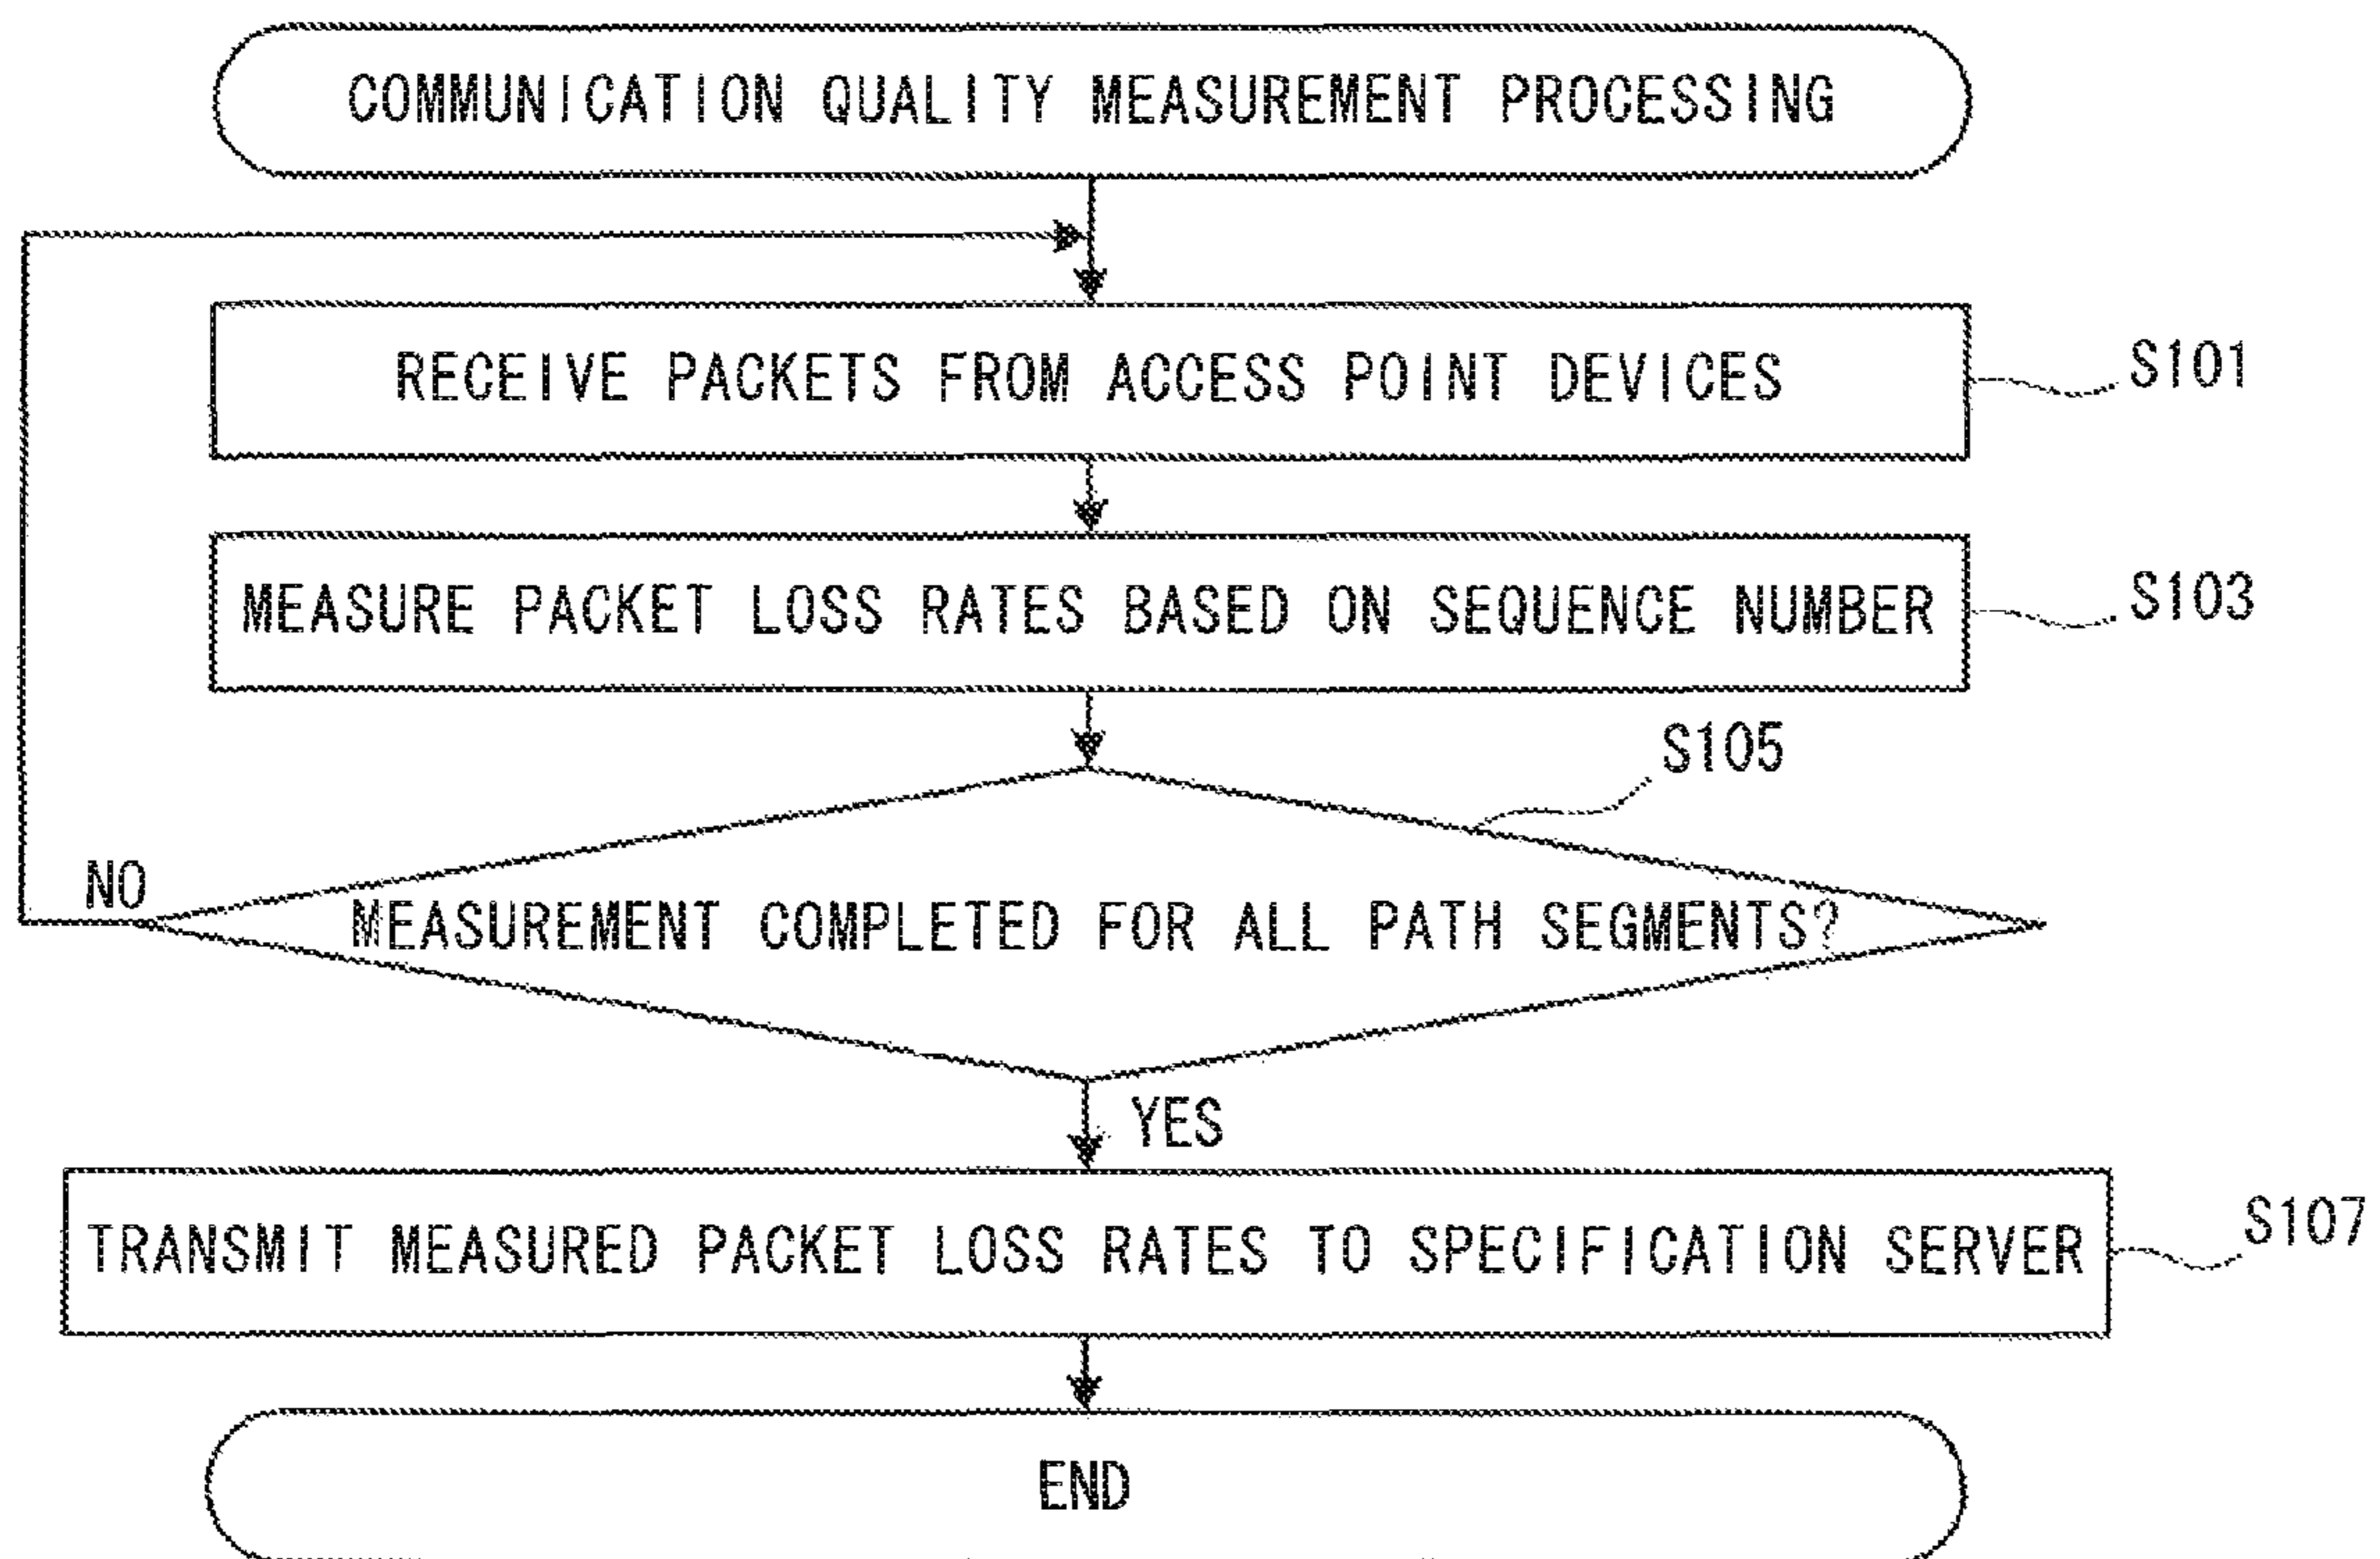 COMMUNICATION QUALITY MEASUREMENT PROCESSING
RECEIVE PACKETS FROM ACCESS POINT DEVICES
S101
MEASURE PACKET LOSS RATES BASED ON SEQUENCE NUMBER
S103
S105
NO
MEASUREMENT COMPLETED FOR ALL PATH SEGMENTS?
YES
TRANSMIT MEASURED PACKET LOSS RATES TO SPECIFICATION SERVER
S107
END